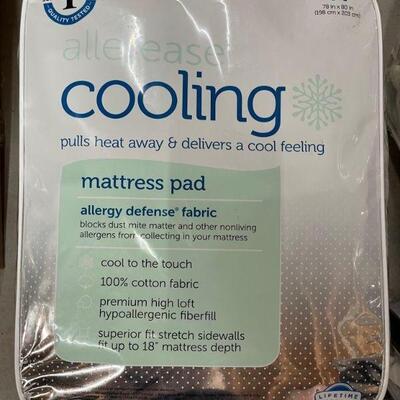 QUALITY TESTED
78 in x 80 in
(198 cm x 203 cm)
allerease
cooling
pulls heat away & delivers a cool feeling
mattress pad
allergy defense® fabric
blocks dust mite matter and other nonliving
allergens from collecting in your mattress
cool to the touch
100% cotton fabric
premium high loft
hypoallergenic fiberfill
superior fit stretch sidewalls
fit up to 18" mattress depth
LIFETIME